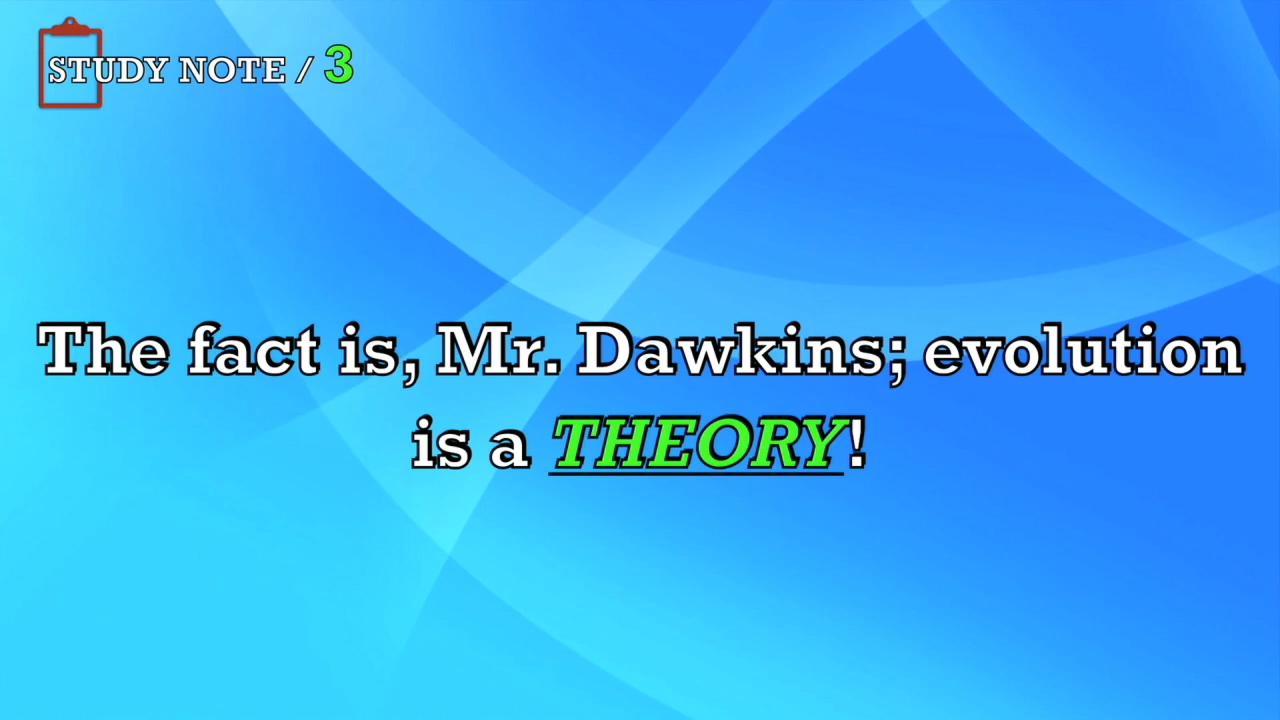 STUDY NOTE / 3
The fact is, Mr. Dawkins; evolution
is a THEORY!